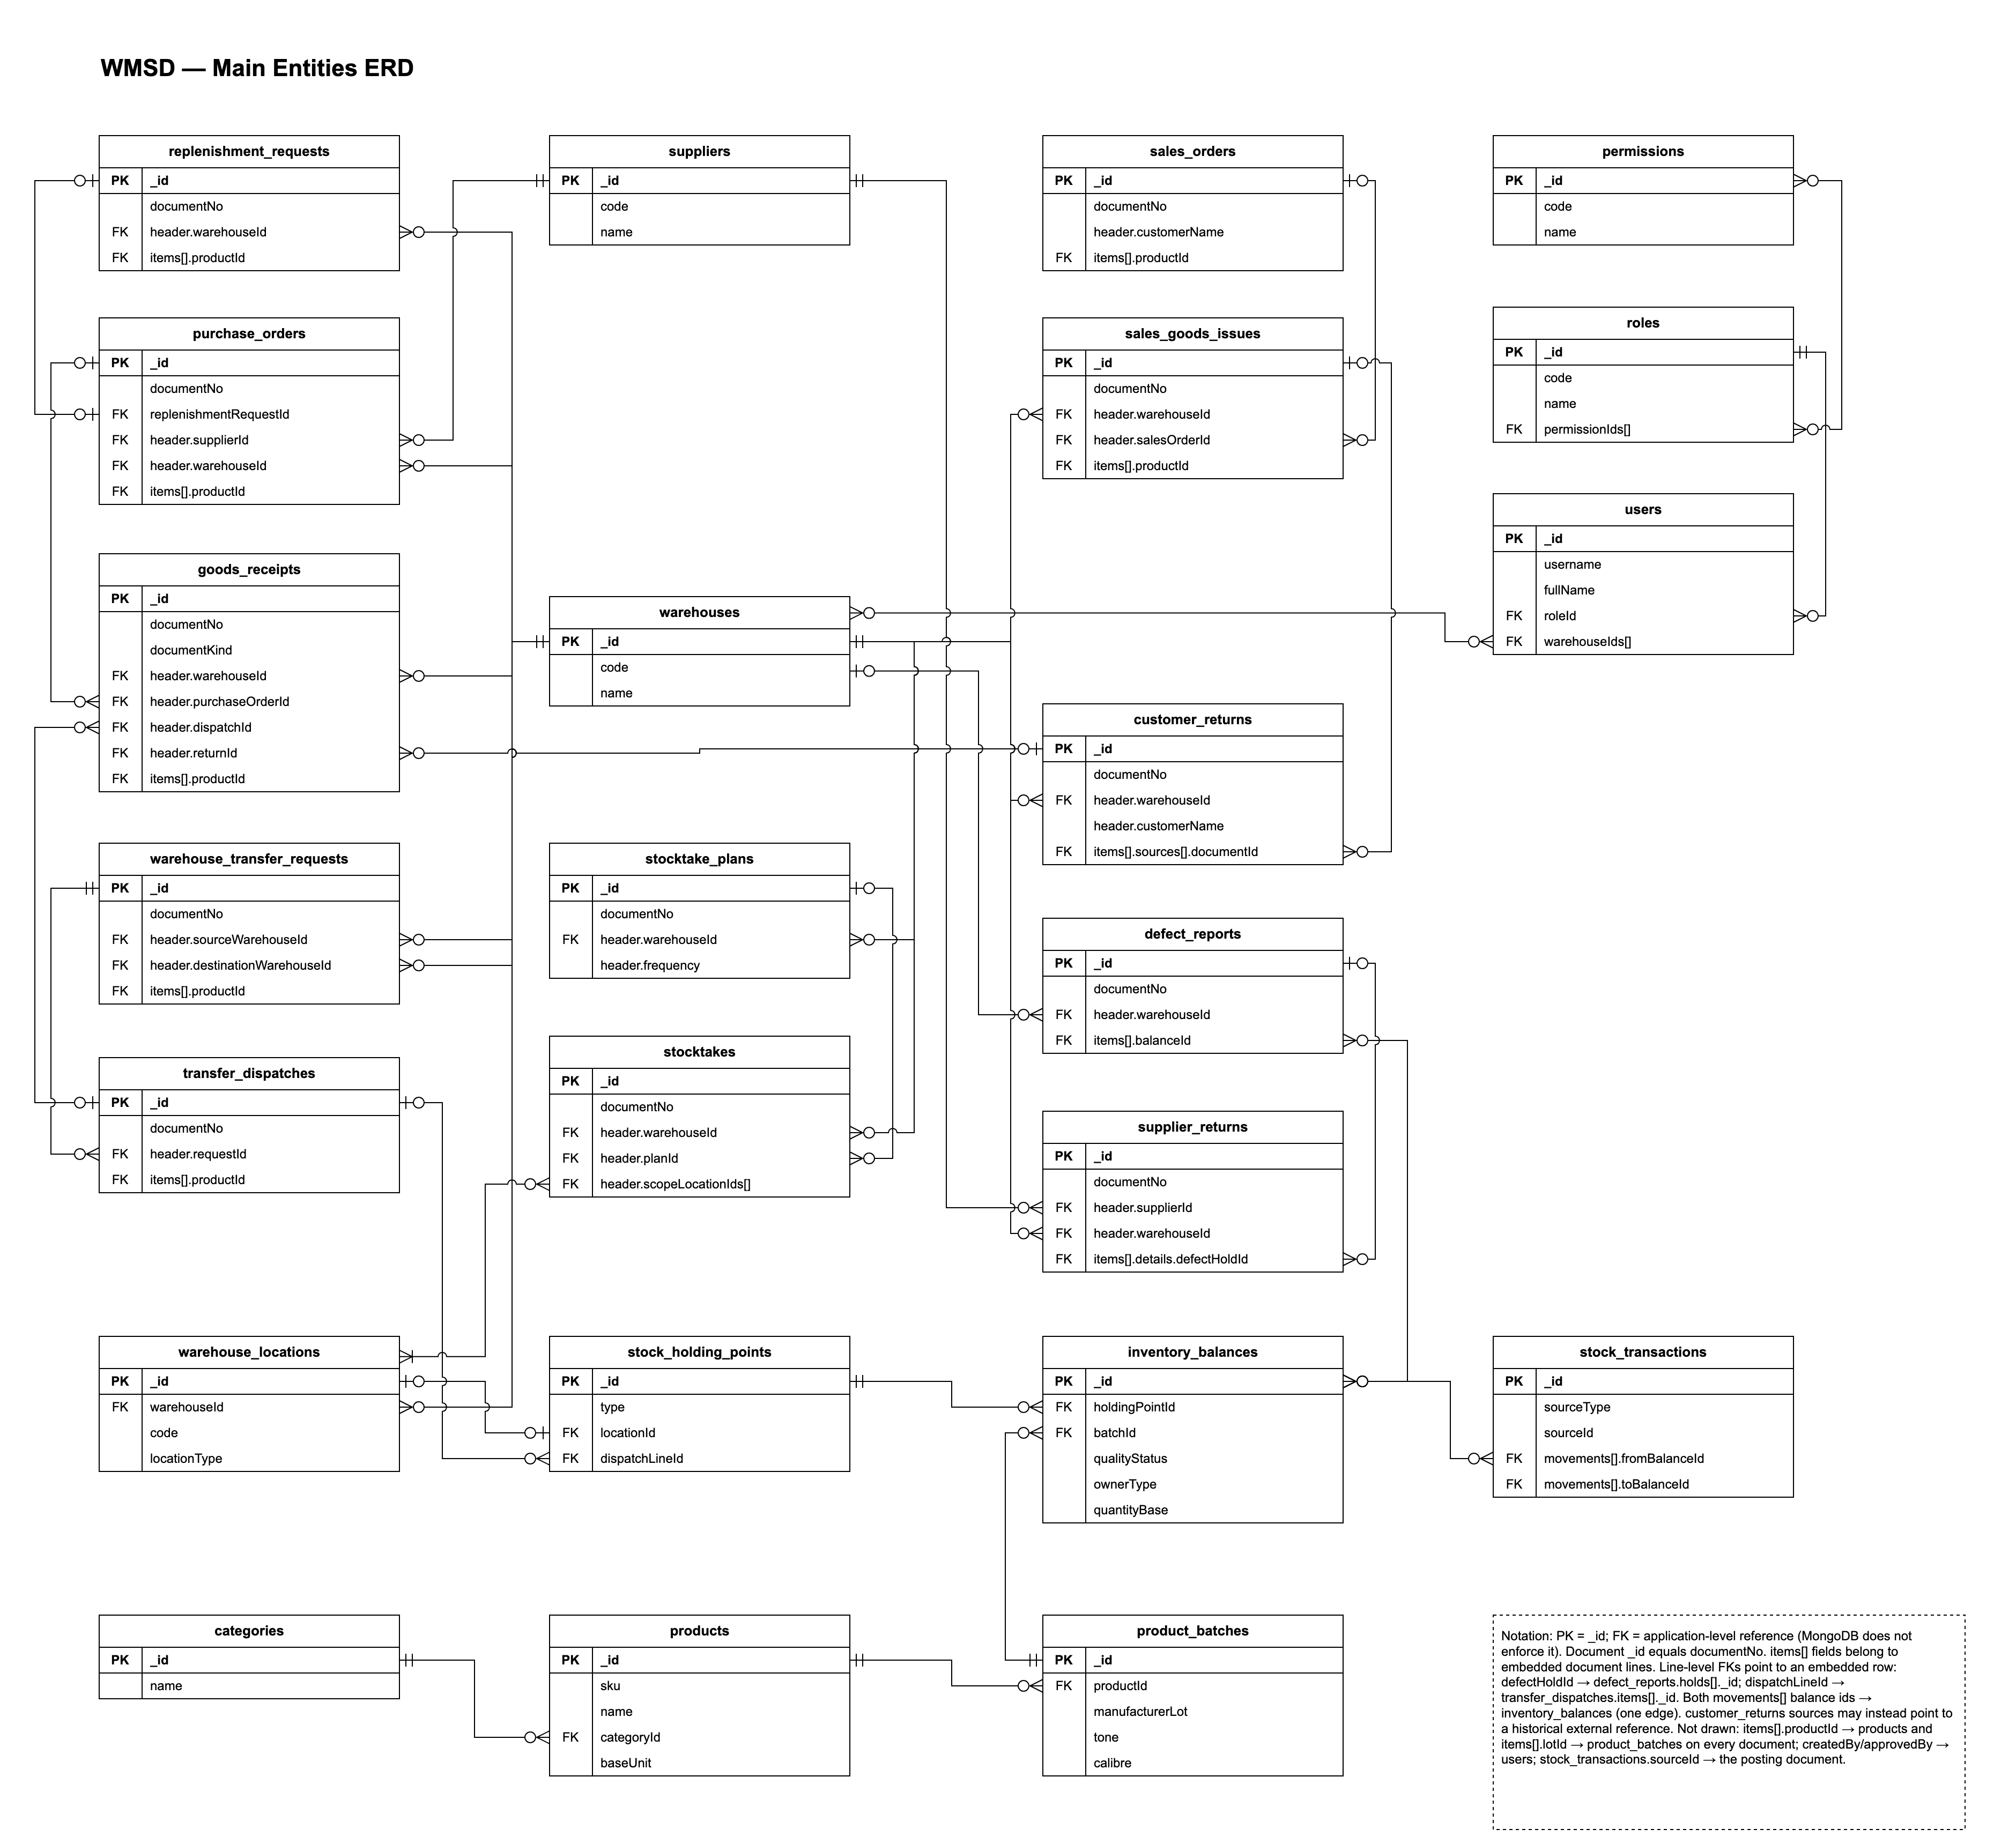 WMSD — Main Entities ERD
replenishment_requests
PK _id
documentNo
FK header.warehouseId
FK items[].productId
suppliers
PK _id
code
name
sales_orders
PK _id
documentNo
header.customerName
FK items[].productId
permissions
PK _id
code
name
purchase_orders
PK _id
documentNo
FK replenishmentRequestId
FK header.supplierId
FK header.warehouseId
FK items[].productId
sales_goods_issues
PK _id
documentNo
FK header.warehouseId
FK header.salesOrderId
FK items[].productId
roles
PK _id
code
name
FK permissionIds[]
users
PK _id
username
fullName
FK roleId
FK warehouseIds[]
goods_receipts
PK _id
documentNo
documentKind
FK header.warehouseId
FK header.purchaseOrderId
FK header.dispatchId
FK header.returnId
FK items[].productId
warehouses
PK _id
code
name
customer_returns
PK _id
documentNo
FK header.warehouseId
header.customerName
FK items[].sources[].documentId
warehouse_transfer_requests
PK _id
documentNo
FK header.sourceWarehouseId
FK header.destinationWarehouseId
FK items[].productId
stocktake_plans
PK _id
documentNo
FK header.warehouseId
header.frequency
defect_reports
PK _id
documentNo
FK header.warehouseId
FK items[].balanceId
transfer_dispatches
PK _id
documentNo
FK header.requestId
FK items[].productId
stocktakes
PK _id
documentNo
FK header.warehouseId
FK header.planId
FK header.scopeLocationIds[]
supplier_returns
PK _id
documentNo
FK header.supplierId
FK header.warehouseId
FK items[].details.defectHoldId
warehouse_locations
PK _id
FK warehouseId
code
locationType
stock_holding_points
PK _id
type
FK locationId
FK dispatchLineId
inventory_balances
PK _id
FK holdingPointId
FK batchId
qualityStatus
ownerType
quantityBase
stock_transactions
PK _id
sourceType
sourceId
FK movements[].fromBalanceId
FK movements[].toBalanceId
categories
PK _id
name
products
PK _id
sku
name
FK categoryId
baseUnit
product_batches
PK _id
FK productId
manufacturerLot
tone
calibre
Notation: PK = _id; FK = application-level reference (MongoDB does not
enforce it). Document _id equals documentNo. items[] fields belong to
embedded document lines. Line-level FKs point to an embedded row:
defectHoldId → defect_reports.holds[]._id; dispatchLineId →
transfer_dispatches.items[]._id. Both movements[] balance ids →
inventory_balances (one edge). customer_returns sources may instead point to
a historical external reference. Not drawn: items[].productId → products and
items[].lotId → product_batches on every document; createdBy/approvedBy →
users; stock_transactions.sourceId → the posting document.